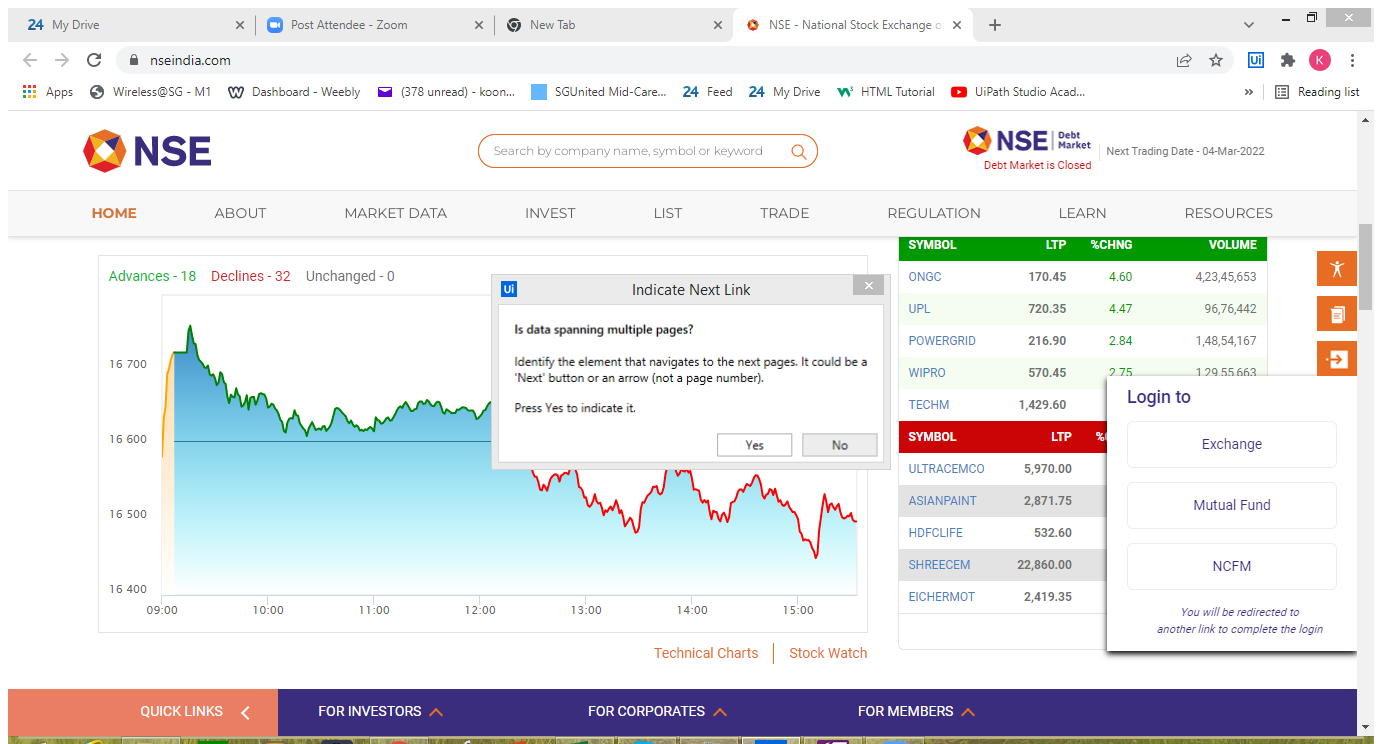 24 My Drive
Post Attendee - Zoom
New Tab
NSE - National Stock Exchange o
nseindia.com
Ui
K
Apps
Wireless@SG - M1
Dashboard - Weebly
(378 unread) - koon...
SGUnited Mid-Care...
24 Feed
24 My Drive
HTML Tutorial
UiPath Studio Acad...
»
Reading list
NSE
Search by company name, symbol or keyword
NSE Debt
Market
Debt Market is Closed
Next Trading Date - 04-Mar-2022
HOME ABOUT MARKET DATA INVEST LIST TRADE REGULATION LEARN RESOURCES
Advances - 18 Declines - 32 Unchanged - 0
16 700
16 600
16 500
16 400
09:00 10:00 11:00 12:00 13:00 14:00 15:00
Technical Charts Stock Watch
Ui Indicate Next Link
Is data spanning multiple pages?
Identify the element that navigates to the next pages. It could be a
'Next' button or an arrow (not a page number).
Press Yes to indicate it.
Yes No
SYMBOL LTP %CHNG VOLUME
ONGC 170.45 4.60 4,23,45,653
UPL 720.35 4.47 96,76,442
POWERGRID 216.90 2.84 1,48,54,167
WIPRO 570.45 2.75 1,29,55,663
TECHM 1,429.60
SYMBOL LTP
ULTRACEMCO 5,970.00
ASIANPAINT 2,871.75
HDFCLIFE 532.60
SHREECEM 22,860.00
EICHERMOT 2,419.35
Login to
Exchange
Mutual Fund
NCFM
You will be redirected to
another link to complete the login
QUICK LINKS FOR INVESTORS FOR CORPORATES FOR MEMBERS